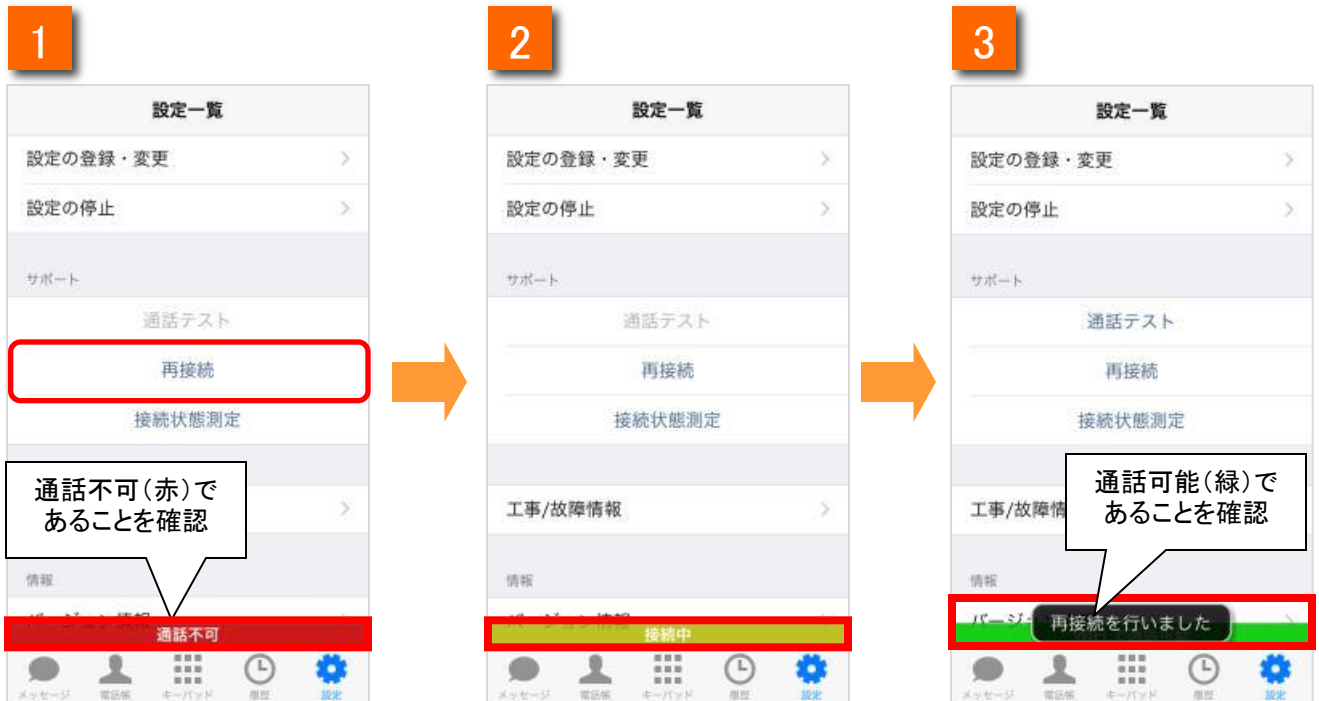 1
設定一覧
設定の登録・変更
設定の停止
サポート
通話テスト
再接続
接続状態測定
通話不可(赤)で
あることを確認
情報
通話不可
メッセージ
電話帳
キーパッド
履歴
設定
2
設定一覧
設定の登録・変更
設定の停止
サポート
通話テスト
再接続
接続状態測定
工事/故障情報
情報
バージョン情報
接続中
メッセージ
電話帳
キーパッド
履歴
設定
3
設定一覧
設定の登録・変更
設定の停止
サポート
通話テスト
再接続
接続状態測定
工事/故障情
通話可能(緑)で
あることを確認
情報
バージ
再接続を行いました
メッセージ
電話帳
キーパッド
履歴
設定